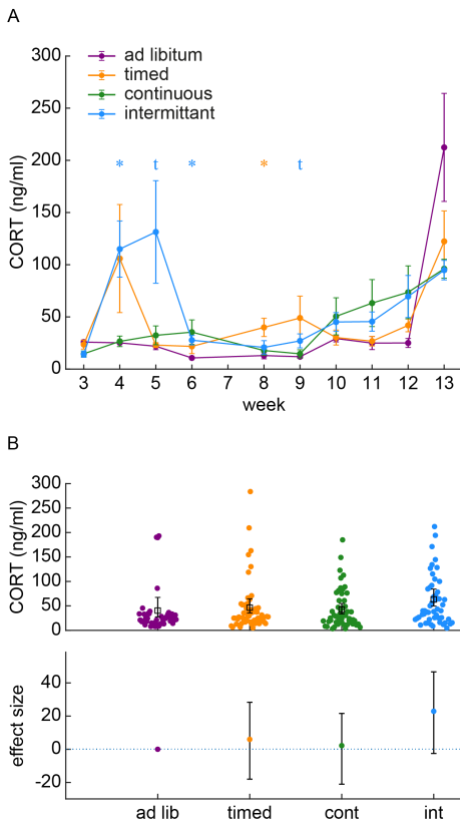 A
300
250
200
150
100
50
0
CORT (ng/ml)
ad libitum
timed
continuous
intermittant
* t * * t
3 4 5 6 7 8 9 10 11 12 13
week
B
300
250
200
150
100
50
0
CORT (ng/ml)
40
20
0
-20
effect size
ad lib timed cont int